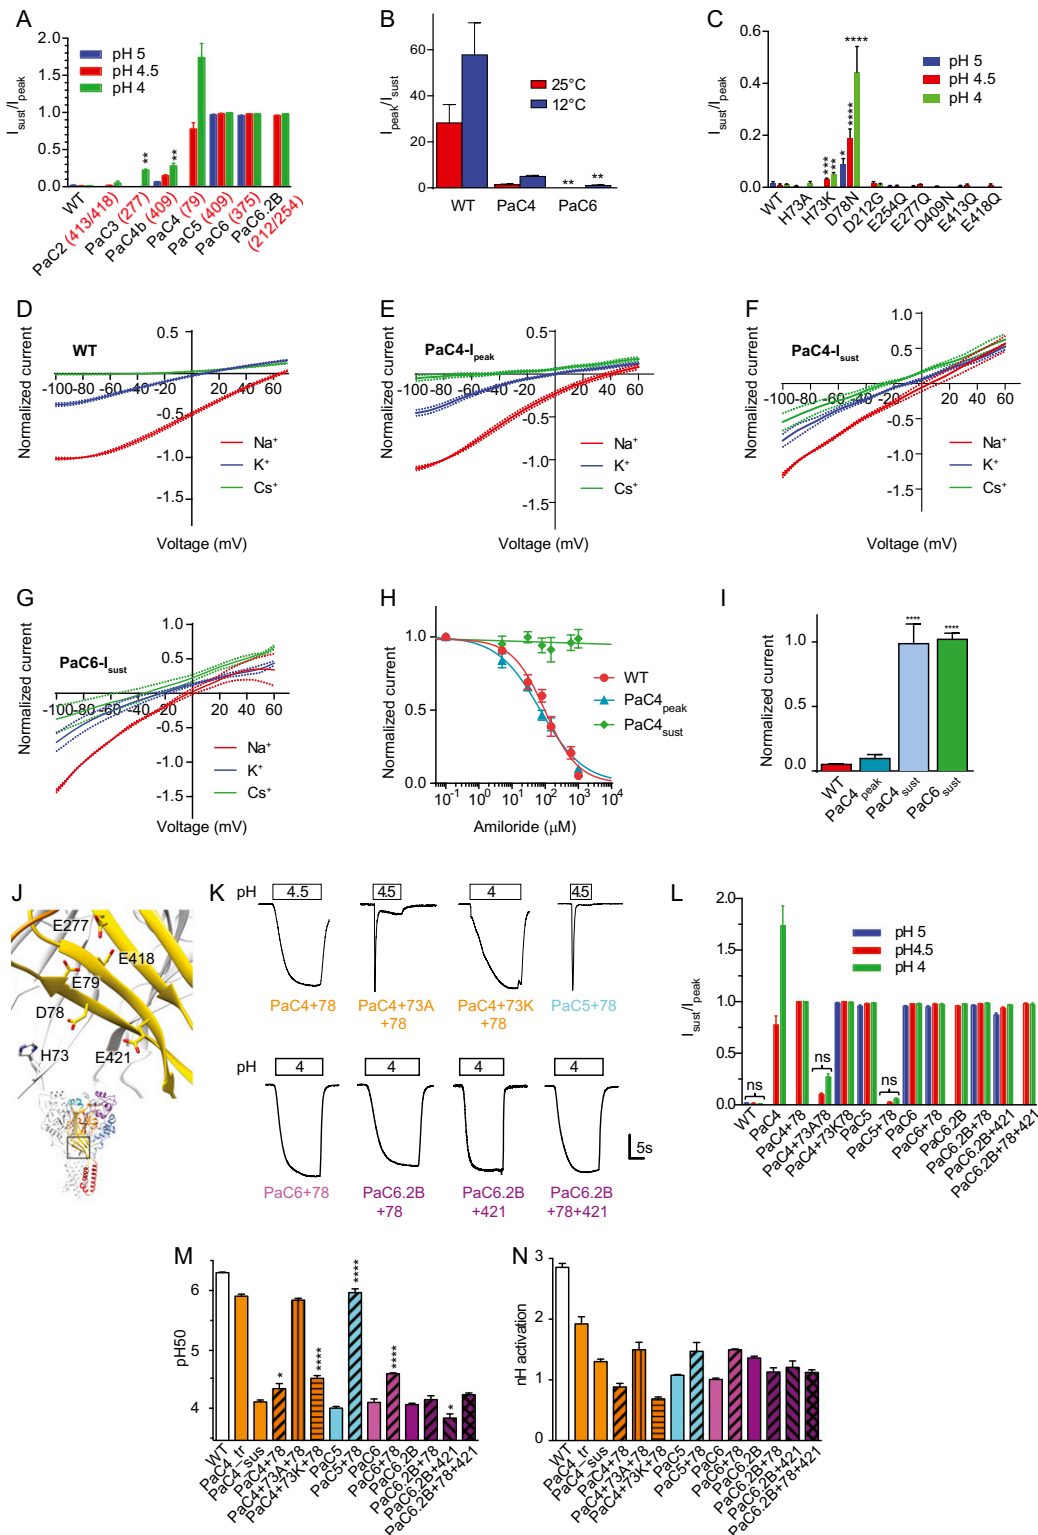 A
2.0
1.5
1.0
0.5
0.0
Isust/Ipeak
pH 5
pH 4.5
pH 4
**
**
WT
PaC2 (413/418)
PaC3 (277)
PaC4b (409)
PaC4 (79)
PaC5 (409)
PaC6 (375)
PaC6.2B (212/254)
B
60
40
20
0
Ipeak/Isust
25°C
12°C
**
**
WT
PaC4
PaC6
C
0.6
0.4
0.2
0.0
Isust/Ipeak
pH 5
pH 4.5
pH 4
***
**
*
****
****
WT
H73A
H73K
D78N
D212G
E254Q
E277Q
D409N
E413Q
E418Q
D
WT
Normalized current
0.5
-100
-60
-20
20
60
-0.5
-1.0
-1.5
Na+
K+
Cs+
Voltage (mV)
E
PaC4-Ipeak
Normalized current
0.5
-100
-60
-20
20
60
-0.5
-1.0
-1.5
Na+
K+
Cs+
Voltage (mV)
F
PaC4-Isust
Normalized current
1.0
0.5
-100
-60
-20
20
60
-0.5
-1.0
-1.5
Na+
K+
Cs+
Voltage (mV)
G
PaC6-Isust
Normalized current
1.0
0.5
0
-100
-80
-60
-40
-20
20
40
60
-0.5
-1.0
-1.5
Na+
K+
Cs+
Voltage (mV)
H
Normalized current
1.0
0.5
0.0
10-1
100
101
102
103
104
Amiloride (µM)
WT
PaC4peak
PaC4sust
I
Normalized current
1.0
0.5
0.0
****
****
WT
PaC4 peak
PaC4 sust
PaC6 sust
J
E277
E418
E79
D78
H73
E421
K
pH
4.5
4.5
4
4.5
PaC4+78
PaC4+73A
+78
PaC4+73K
+78
PaC5+78
pH
4
4
4
4
5s
PaC6+78
PaC6.2B
+78
PaC6.2B
+421
PaC6.2B
+78+421
L
2.0
1.5
1.0
0.5
0.0
Isust/Ipeak
pH 5
pH4.5
pH 4
ns
ns
ns
WT
PaC4
PaC4+78
PaC4+73A78
PaC4+73K78
PaC5
PaC5+78
PaC6
PaC6+78
PaC6.2B
PaC6.2B+78
PaC6.2B+421
PaC6.2B+78+421
M
6
5
4
pH50
*
****
****
****
*
WT
PaC4_tr
PaC4_sus
PaC4+78
PaC4+73A+78
PaC4+73K+78
PaC5
PaC5+78
PaC6
PaC6+78
PaC6.2B
PaC6.2B+78
PaC6.2B+421
PaC6.2B+78+421
N
3
2
1
0
nH activation
WT
PaC4_tr
PaC4_sus
PaC4+78
PaC4+73A+78
PaC4+73K+78
PaC5
PaC5+78
PaC6
PaC6+78
PaC6.2B
PaC6.2B+78
PaC6.2B+421
PaC6.2B+78+421